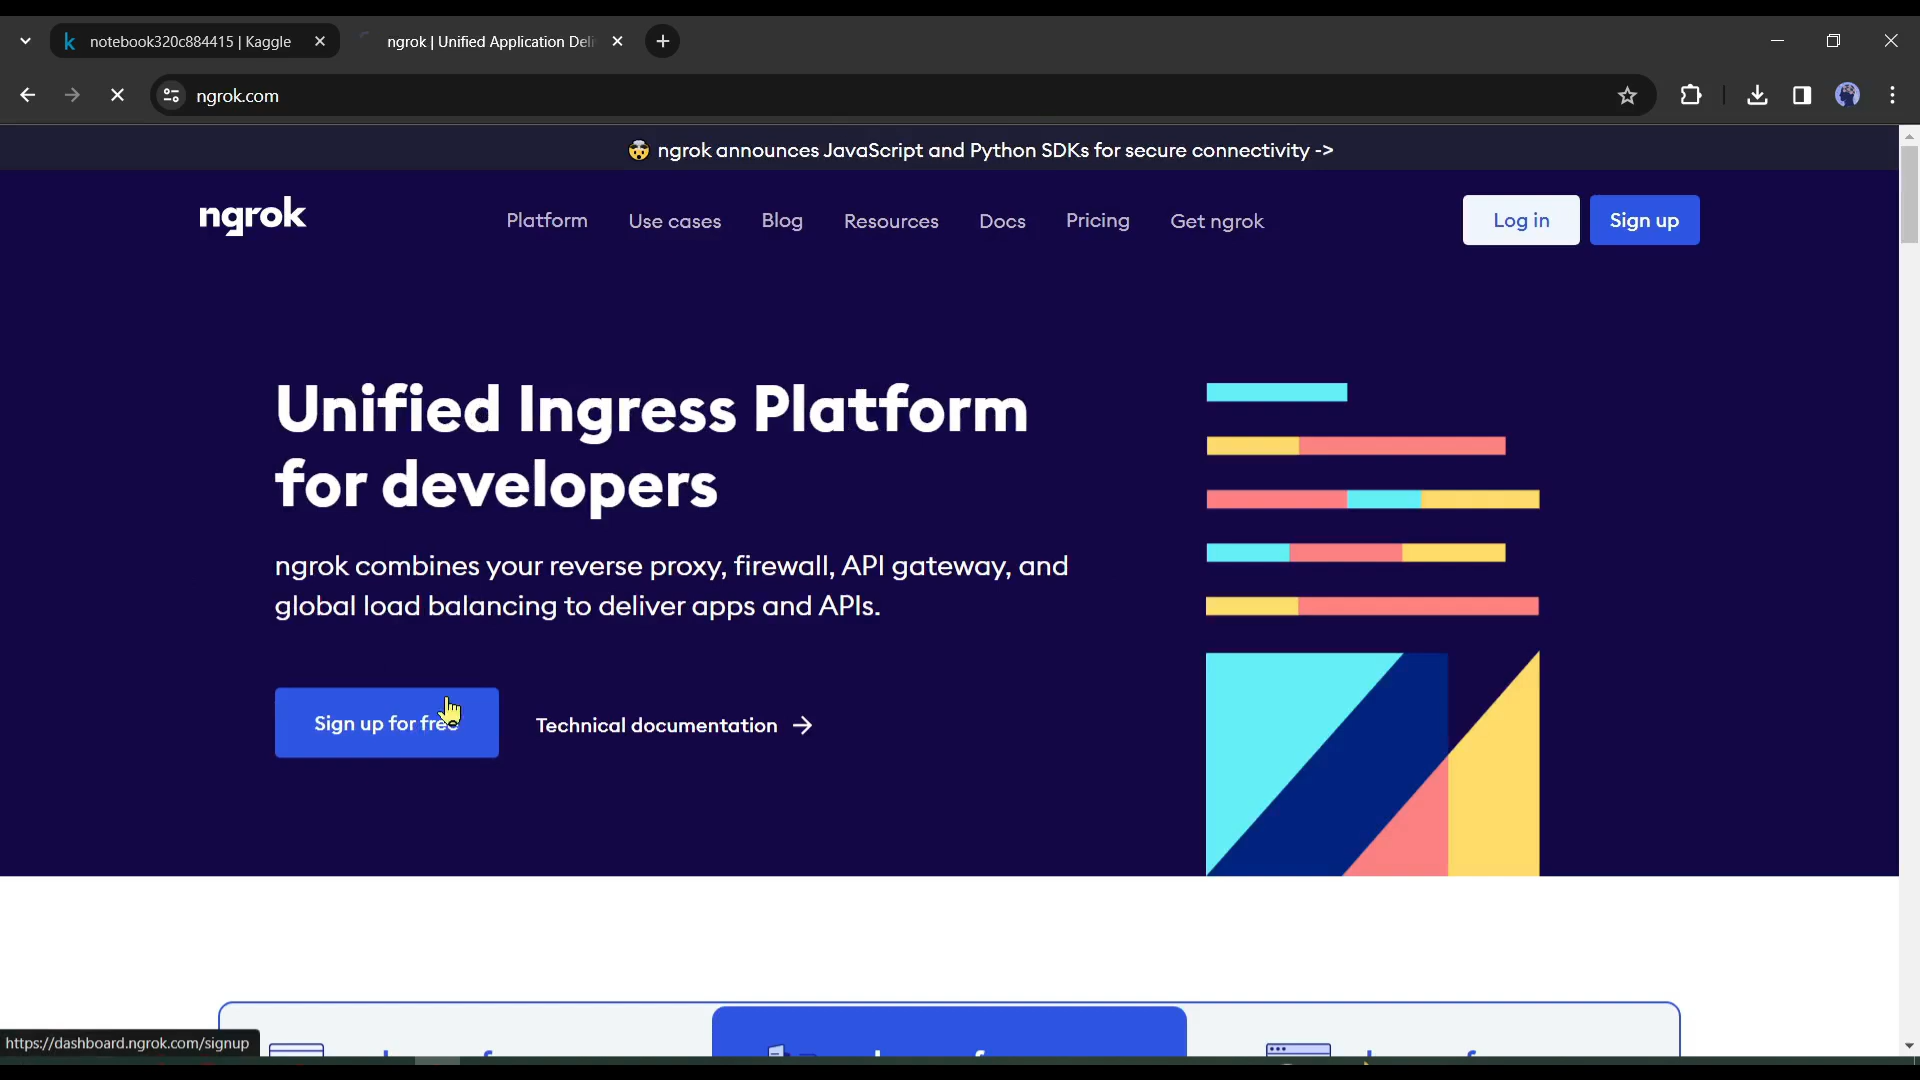 notebook320c884415 | Kaggle
ngrok | Unified Application Deli
ngrok.com
ngrok announces JavaScript and Python SDKs for secure connectivity ->
ngrok
Platform
Use cases
Blog
Resources
Docs
Pricing
Get ngrok
Log in
Sign up
Unified Ingress Platform
for developers
ngrok combines your reverse proxy, firewall, API gateway, and
global load balancing to deliver apps and APIs.
Sign up for free
Technical documentation →
https://dashboard.ngrok.com/signup